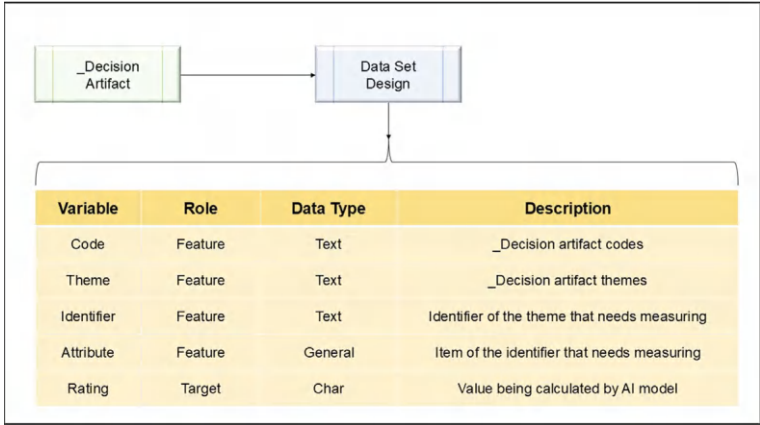 _Decision
Artifact
Data Set
Design
Variable Role Data Type Description
Code Feature Text _Decision artifact codes
Theme Feature Text _Decision artifact themes
Identifier Feature Text Identifier of the theme that needs measuring
Attribute Feature General Item of the identifier that needs measuring
Rating Target Char Value being calculated by AI model